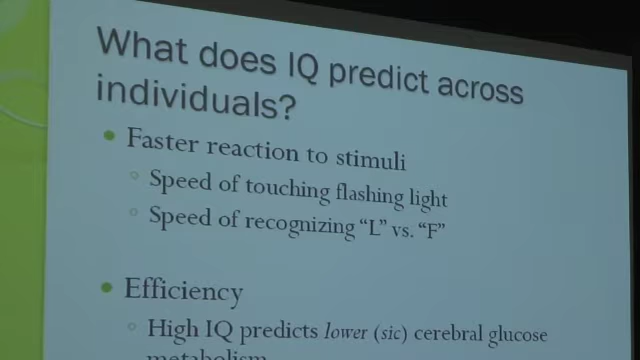 What does IQ predict across
individuals?
Faster reaction to stimuli
Speed of touching flashing light
Speed of recognizing “L” vs. “F”
Efficiency
High IQ predicts lower (sic) cerebral glucose
metabolism